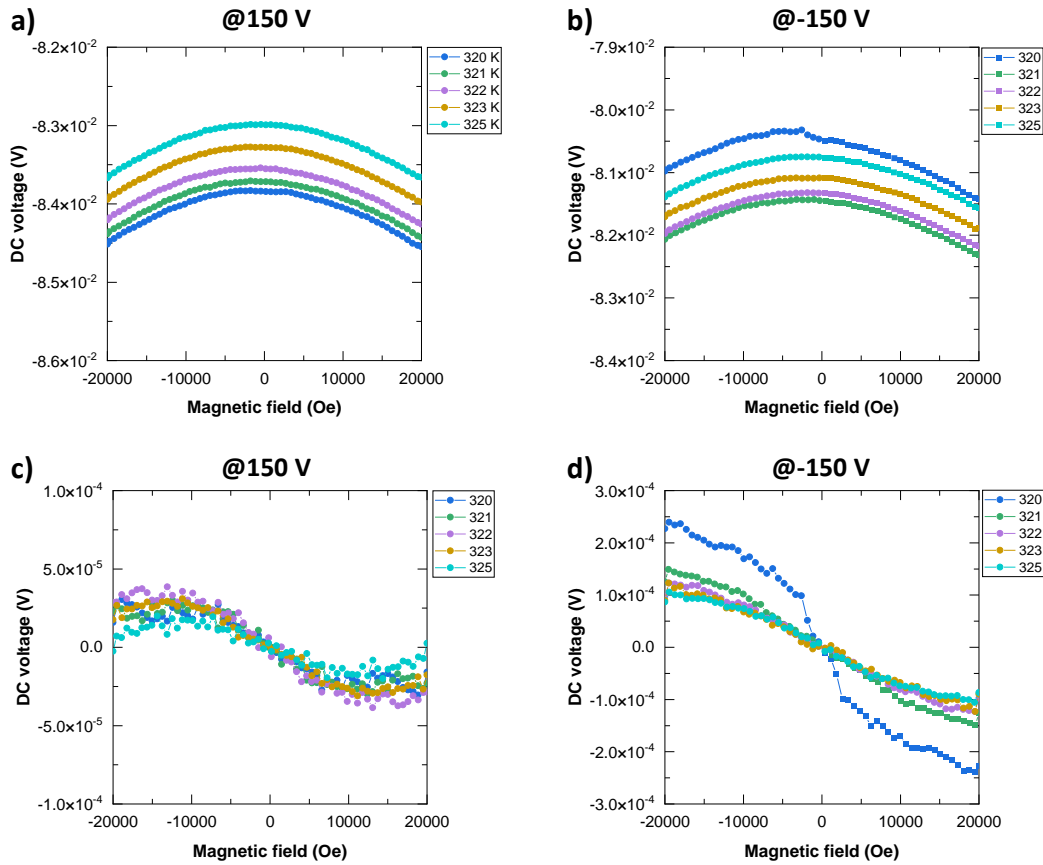 a)
@150 V
-8.2×10-2
-8.3×10-2
-8.4×10-2
-8.5×10-2
-8.6×10-2
DC voltage (V)
-20000 -10000 0 10000 20000
Magnetic field (Oe)
320 K
321 K
322 K
323 K
325 K
b)
@-150 V
-7.9×10-2
-8.0×10-2
-8.1×10-2
-8.2×10-2
-8.3×10-2
-8.4×10-2
DC voltage (V)
-20000 -10000 0 10000 20000
Magnetic field (Oe)
320
321
322
323
325
c)
@150 V
1.0×10-4
5.0×10-5
0.0
-5.0×10-5
-1.0×10-4
DC voltage (V)
-20000 -10000 0 10000 20000
Magnetic field (Oe)
320
321
322
323
325
d)
@-150 V
3.0×10-4
2.0×10-4
1.0×10-4
0.0
-1.0×10-4
-2.0×10-4
-3.0×10-4
DC voltage (V)
-20000 -10000 0 10000 20000
Magnetic field (Oe)
320
321
322
323
325